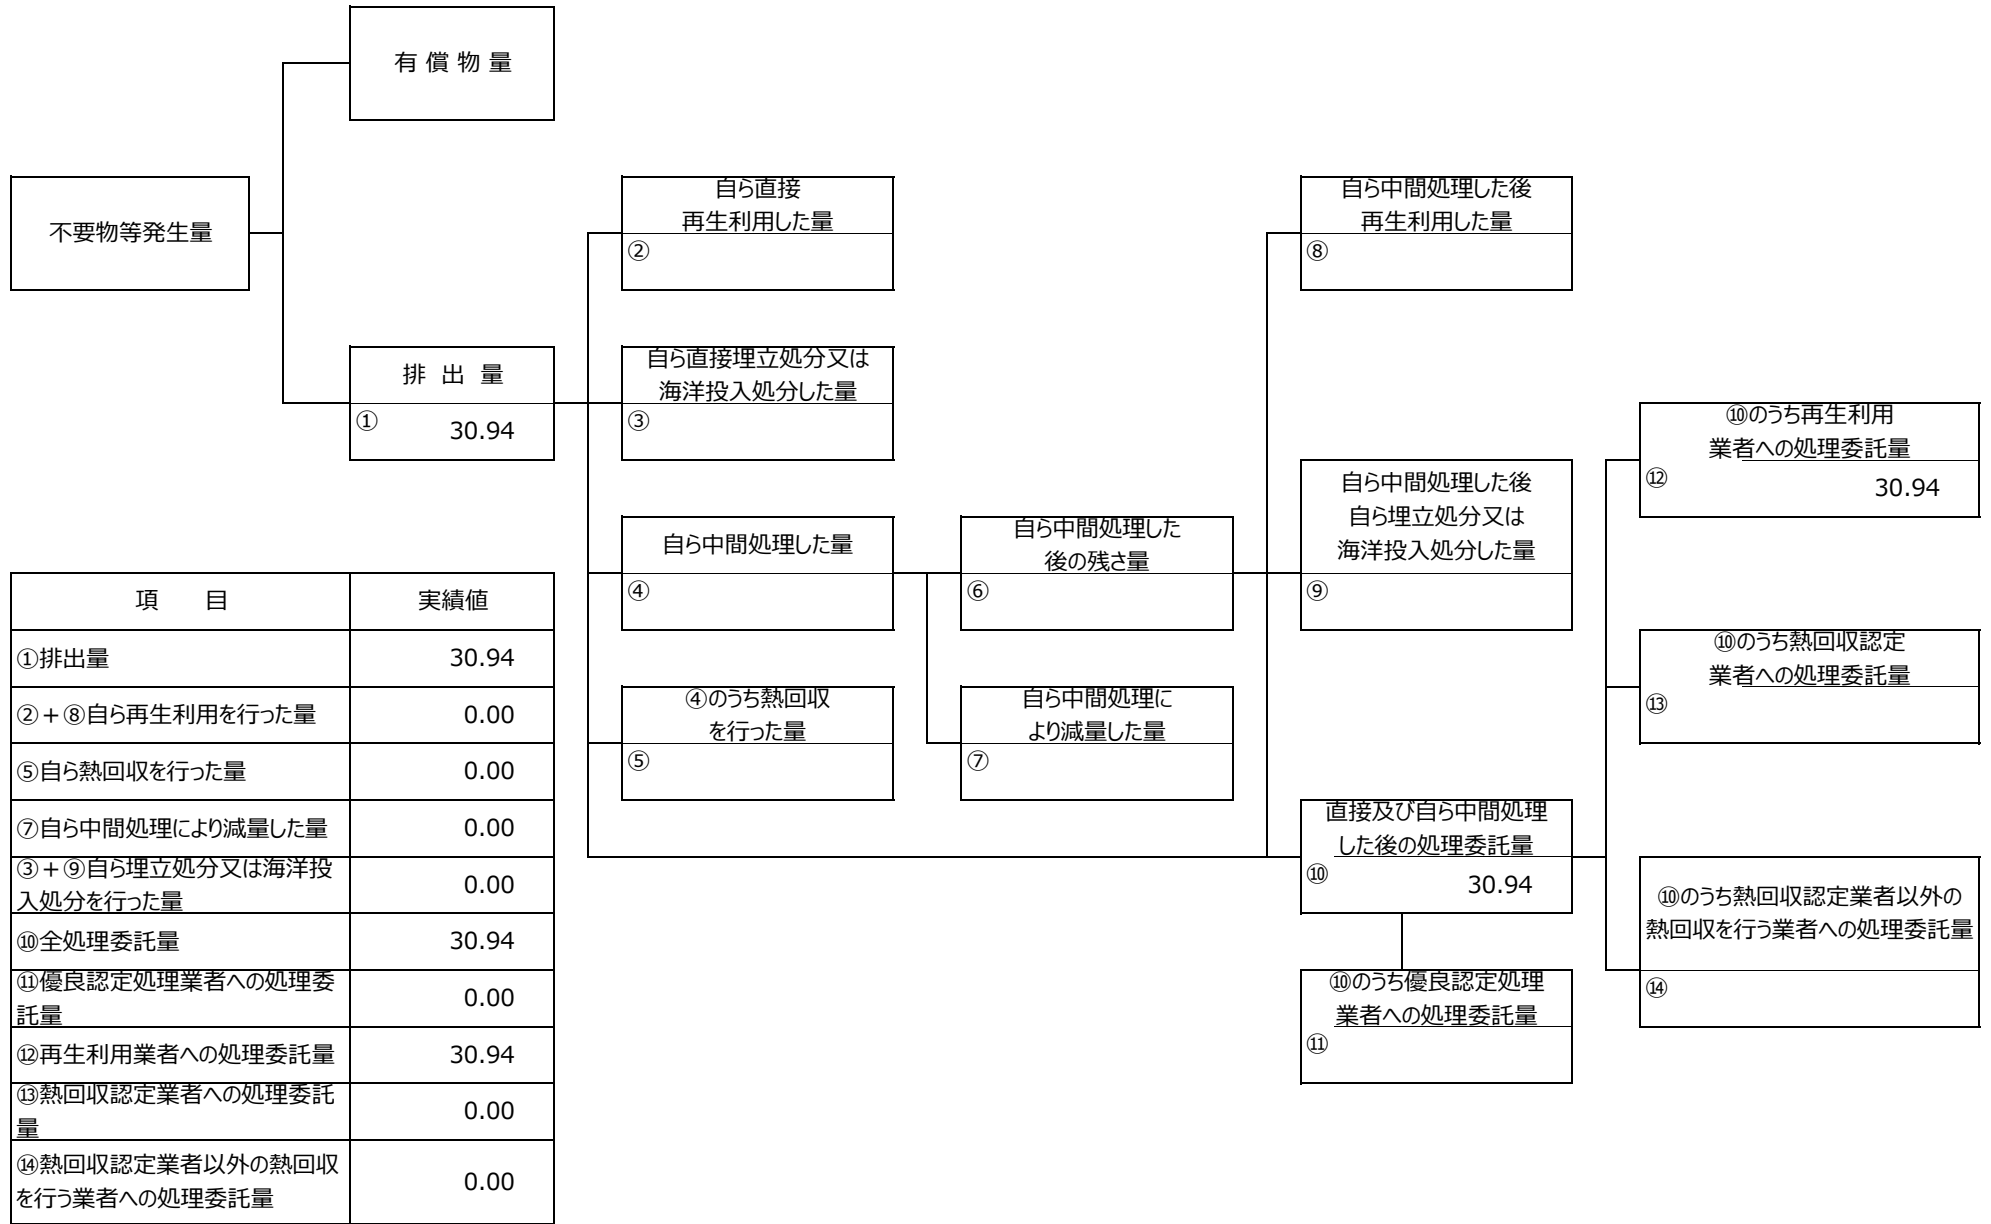 有 償 物 量
不要物等発生量
自ら直接
再生利用した量
②
自ら中間処理した後
再生利用した量
⑧
排 出 量
① 30.94
自ら直接埋立処分又は
海洋投入処分した量
③
⑩のうち再生利用
業者への処理委託量
⑫ 30.94
自ら中間処理した量
④
自ら中間処理した
後の残さ量
⑥
自ら中間処理した後
自ら埋立処分又は
海洋投入処分した量
⑨
⑩のうち熱回収認定
業者への処理委託量
⑬
④のうち熱回収
を行った量
⑤
自ら中間処理に
より減量した量
⑦
直接及び自ら中間処理
した後の処理委託量
⑩ 30.94
⑩のうち熱回収認定業者以外の
熱回収を行う業者への処理委託量
⑭
⑩のうち優良認定処理
業者への処理委託量
⑪
項 目 実績値
①排出量 30.94
②+⑧自ら再生利用を行った量 0.00
⑤自ら熱回収を行った量 0.00
⑦自ら中間処理により減量した量 0.00
③+⑨自ら埋立処分又は海洋投
入処分を行った量 0.00
⑩全処理委託量 30.94
⑪優良認定処理業者への処理委
託量 0.00
⑫再生利用業者への処理委託量 30.94
⑬熱回収認定業者への処理委託
量 0.00
⑭熱回収認定業者以外の熱回収
を行う業者への処理委託量 0.00